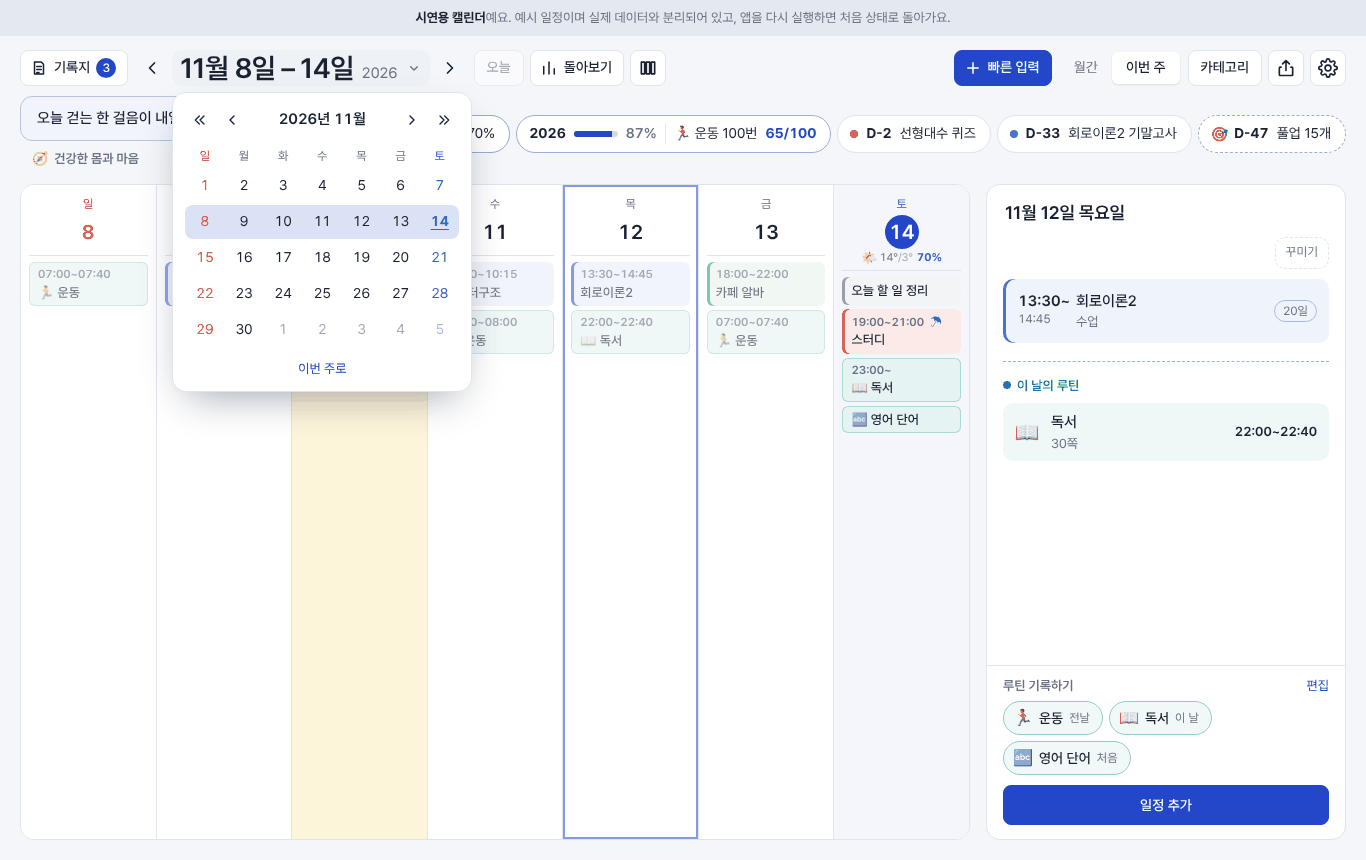 시연용 캘린더예요. 예시 일정이며 실제 데이터와 분리되어 있고, 앱을 다시 실행하면 처음 상태로 돌아가요.
기록지 3
11월 8일 – 14일 2026
오늘
돌아보기
빠른 입력
월간
이번 주
카테고리
오늘 걷는 한 걸음이
70%
2026 87% 운동 100번 65/100
D-2 선형대수 퀴즈
D-33 회로이론2 기말고사
D-47 풀업 15개
건강한 몸과 마음
2026년 11월
일 월 화 수 목 금 토
1 2 3 4 5 6 7
8 9 10 11 12 13 14
15 16 17 18 19 20 21
22 23 24 25 26 27 28
29 30 1 2 3 4 5
이번 주로
일
8
07:00~07:40
운동
수
11
10:15
구조
08:00
목
12
13:30~14:45
회로이론2
22:00~22:40
독서
금
13
18:00~22:00
카페 알바
07:00~07:40
운동
토
14
14°/3° 70%
오늘 할 일 정리
19:00~21:00
스터디
23:00~
독서
abc 영어 단어
11월 12일 목요일
꾸미기
13:30~ 회로이론2
14:45 수업
20일
이 날의 루틴
독서
30쪽
22:00~22:40
루틴 기록하기
편집
운동 전날
독서 이 날
abc 영어 단어 처음
일정 추가